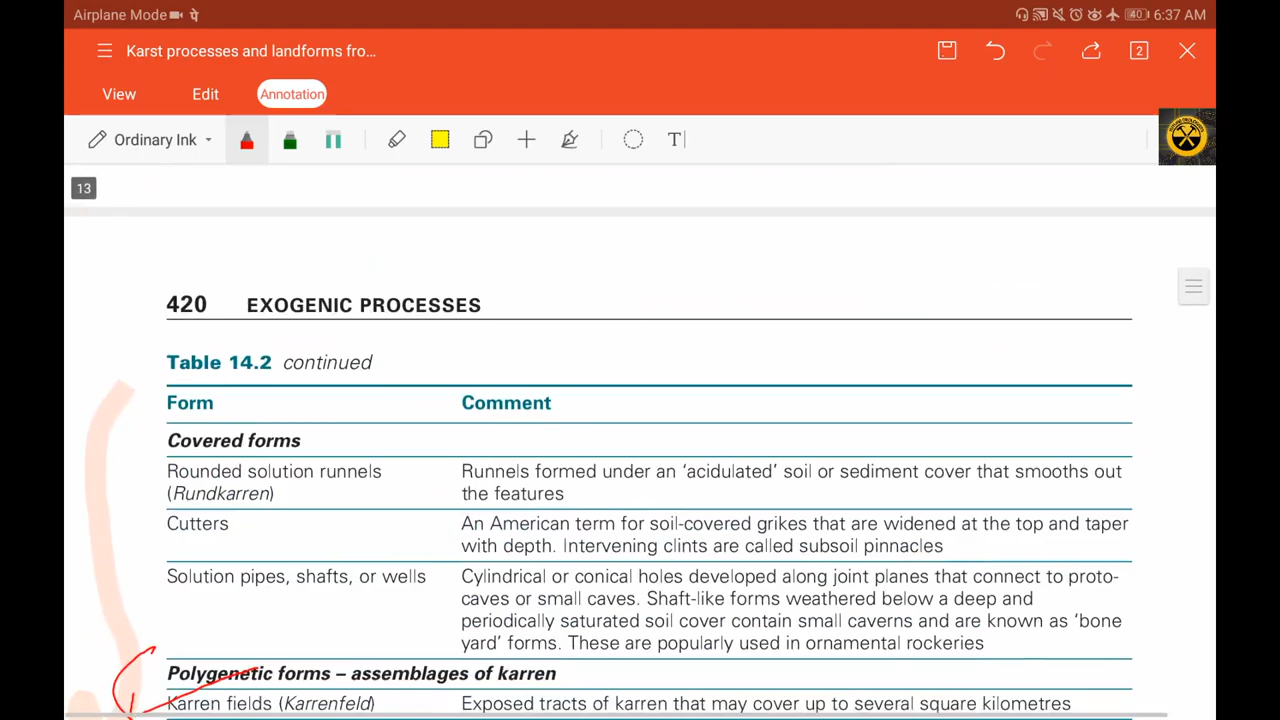 Airplane Mode
40 6:37 AM
Karst processes and landforms fro...
2
View Edit Annotation
Ordinary Ink
T
13
420 EXOGENIC PROCESSES
Table 14.2 continued
Form Comment
Covered forms
Rounded solution runnels Runnels formed under an ‘acidulated’ soil or sediment cover that smooths out
(Rundkarren) the features
Cutters An American term for soil-covered grikes that are widened at the top and taper
with depth. Intervening clints are called subsoil pinnacles
Solution pipes, shafts, or wells Cylindrical or conical holes developed along joint planes that connect to proto-
caves or small caves. Shaft-like forms weathered below a deep and
periodically saturated soil cover contain small caverns and are known as ‘bone
yard’ forms. These are popularly used in ornamental rockeries
Polygenetic forms – assemblages of karren
Karren fields (Karrenfeld) Exposed tracts of karren that may cover up to several square kilometres